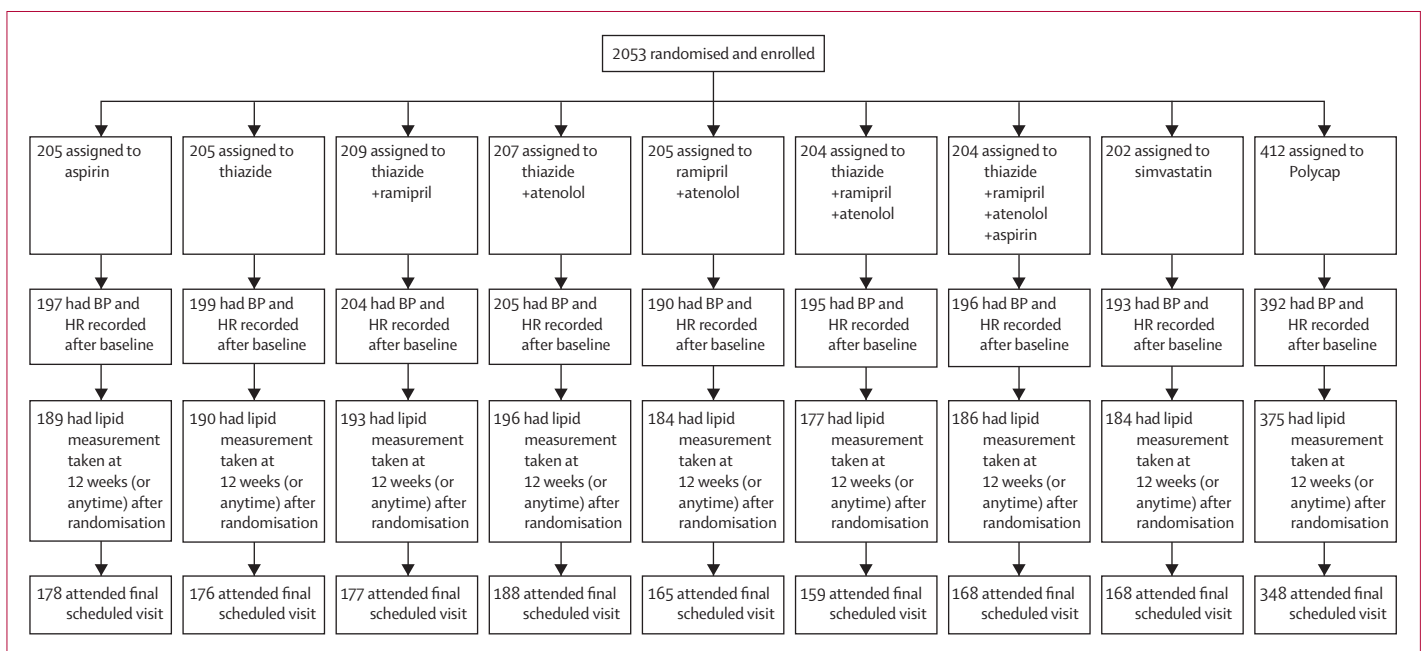 2053 randomised and enrolled
205 assigned to
aspirin
205 assigned to
thiazide
209 assigned to
thiazide
+ramipril
207 assigned to
thiazide
+atenolol
205 assigned to
ramipril
+atenolol
204 assigned to
thiazide
+ramipril
+atenolol
204 assigned to
thiazide
+ramipril
+atenolol
+aspirin
202 assigned to
simvastatin
412 assigned to
Polycap
197 had BP and
HR recorded
after baseline
199 had BP and
HR recorded
after baseline
204 had BP and
HR recorded
after baseline
205 had BP and
HR recorded
after baseline
190 had BP and
HR recorded
after baseline
195 had BP and
HR recorded
after baseline
196 had BP and
HR recorded
after baseline
193 had BP and
HR recorded
after baseline
392 had BP and
HR recorded
after baseline
189 had lipid
measurement
taken at
12 weeks (or
anytime) after
randomisation
190 had lipid
measurement
taken at
12 weeks (or
anytime) after
randomisation
193 had lipid
measurement
taken at
12 weeks (or
anytime) after
randomisation
196 had lipid
measurement
taken at
12 weeks (or
anytime) after
randomisation
184 had lipid
measurement
taken at
12 weeks (or
anytime) after
randomisation
177 had lipid
measurement
taken at
12 weeks (or
anytime) after
randomisation
186 had lipid
measurement
taken at
12 weeks (or
anytime) after
randomisation
184 had lipid
measurement
taken at
12 weeks (or
anytime) after
randomisation
375 had lipid
measurement
taken at
12 weeks (or
anytime) after
randomisation
178 attended final
scheduled visit
176 attended final
scheduled visit
177 attended final
scheduled visit
188 attended final
scheduled visit
165 attended final
scheduled visit
159 attended final
scheduled visit
168 attended final
scheduled visit
168 attended final
scheduled visit
348 attended final
scheduled visit